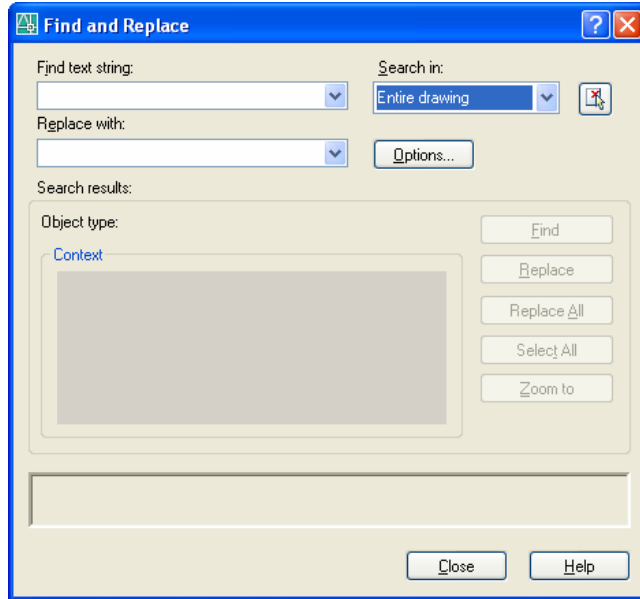 Find and Replace
Find text string:
Search in:
Entire drawing
Replace with:
Options...
Search results:
Object type:
Context
Find
Replace
Replace All
Select All
Zoom to
Close
Help